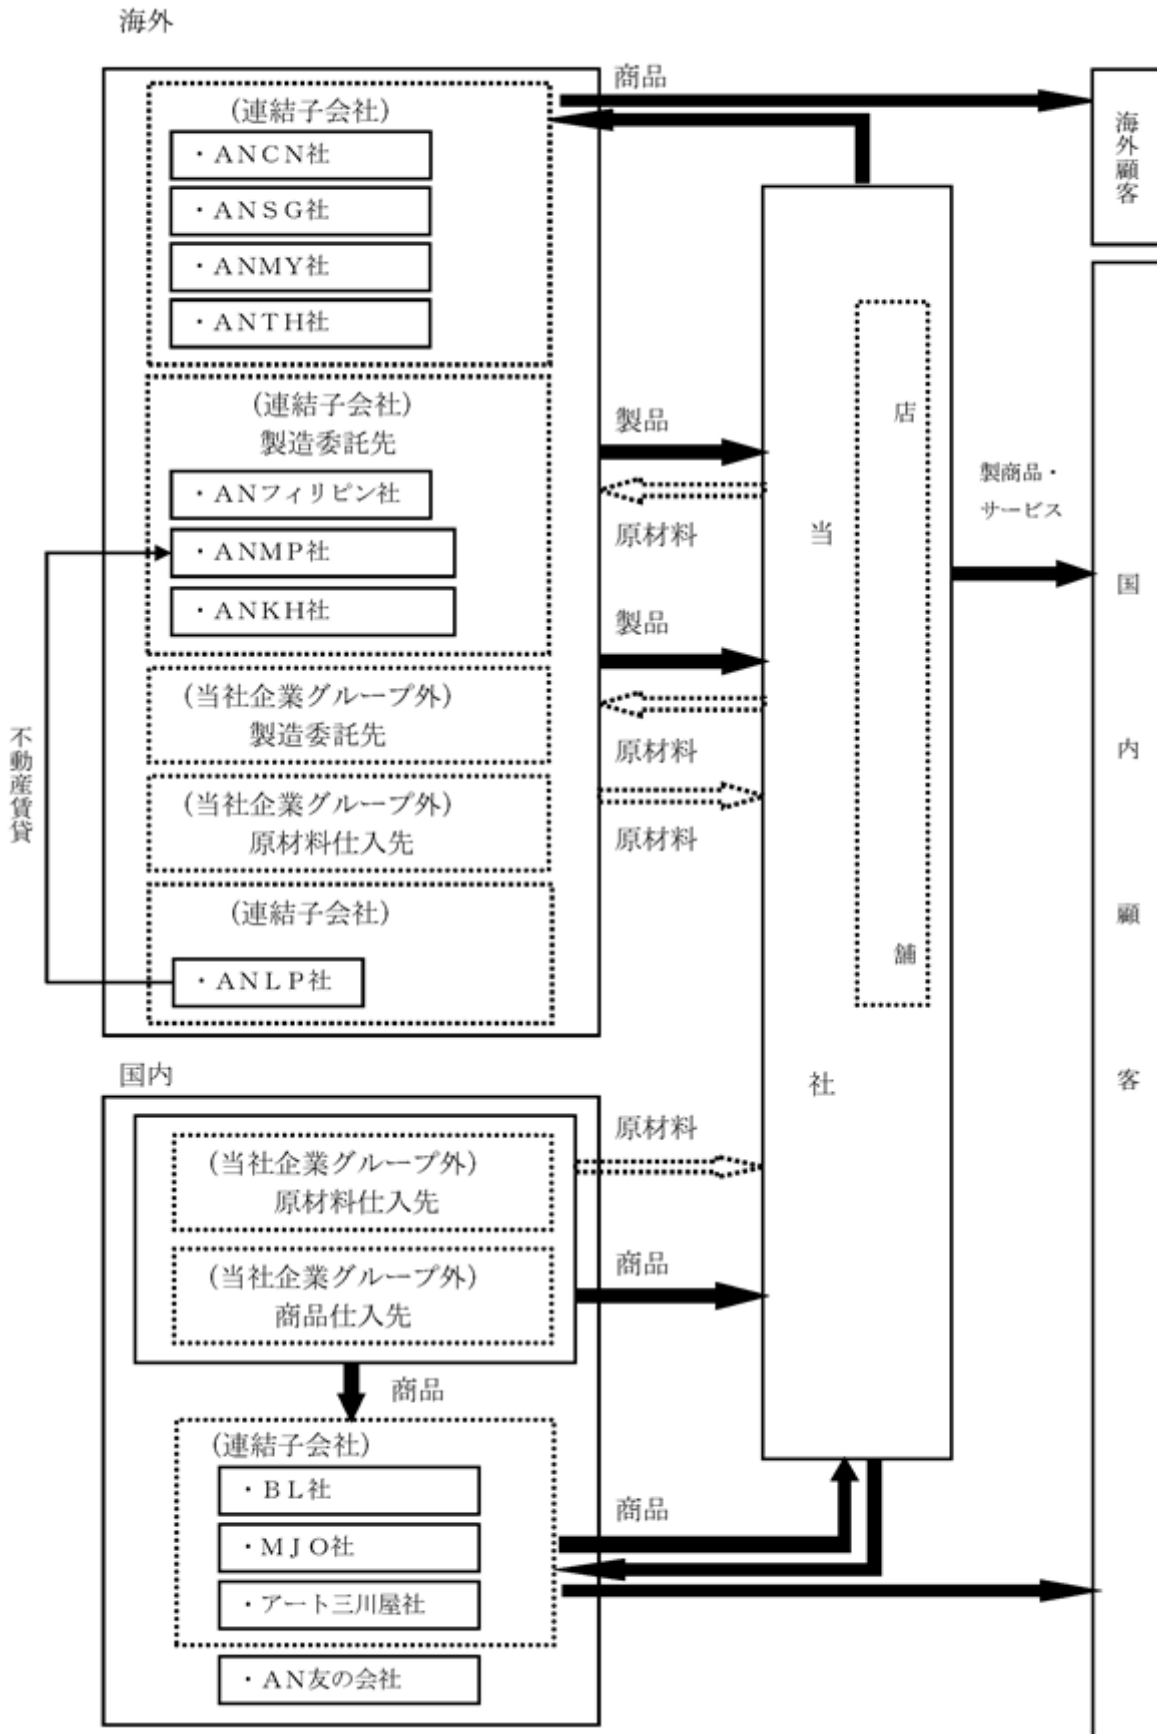 海外
商品
(連結子会社)
・ＡＮＣＮ社
・ＡＮＳＧ社
・ＡＮＭＹ社
・ＡＮＴＨ社
海外顧客
(連結子会社)
製造委託先
・ＡＮフィリピン社
・ＡＮＭＰ社
・ＡＮＫＨ社
製品
原材料
製品
原材料
原材料
(当社企業グループ外)
製造委託先
(当社企業グループ外)
原材料仕入先
(連結子会社)
・ＡＮＬＰ社
不動産賃貸
当社
店舗
製商品・
サービス
国内顧客
国内
(当社企業グループ外)
原材料仕入先
原材料
(当社企業グループ外)
商品仕入先
商品
商品
(連結子会社)
・ＢＬ社
・ＭＪＯ社
・アート三川屋社
商品
・ＡＮ友の会社